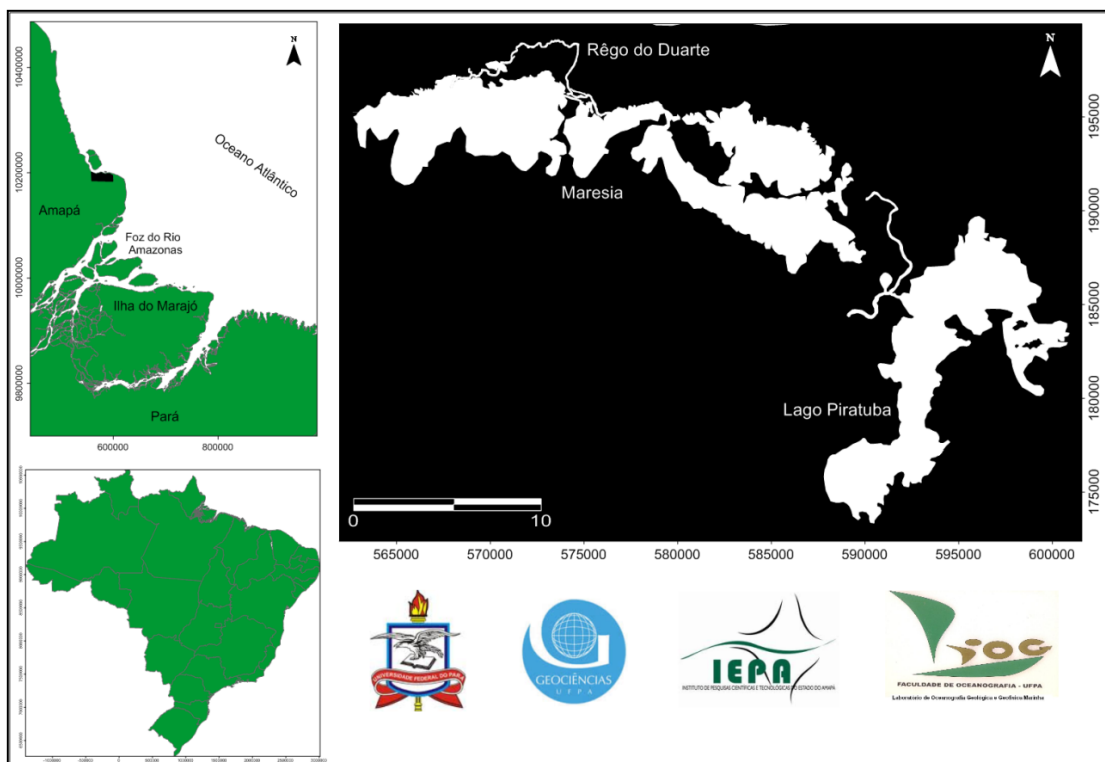 N
10400000
10200000
10000000
9800000
Oceano Atlântico
Amapá
Foz do Rio
Amazonas
Ilha do Marajó
Pará
600000
800000
N
Rêgo do Duarte
Maresia
Lago Piratuba
0
10
195000
190000
185000
180000
175000
565000
570000
575000
580000
585000
590000
595000
600000
UNIVERSIDADE FEDERAL DO PARÁ
GEOCIÊNCIAS
UFPA
IEPA
INSTITUTO DE PESQUISAS CIENTÍFICAS E TECNOLÓGICAS DO ESTADO DO AMAPÁ
FACULDADE DE OCEANOGRAFIA - UFPA
Laboratório de Oceanografia Geológica e Geofísica Marinha